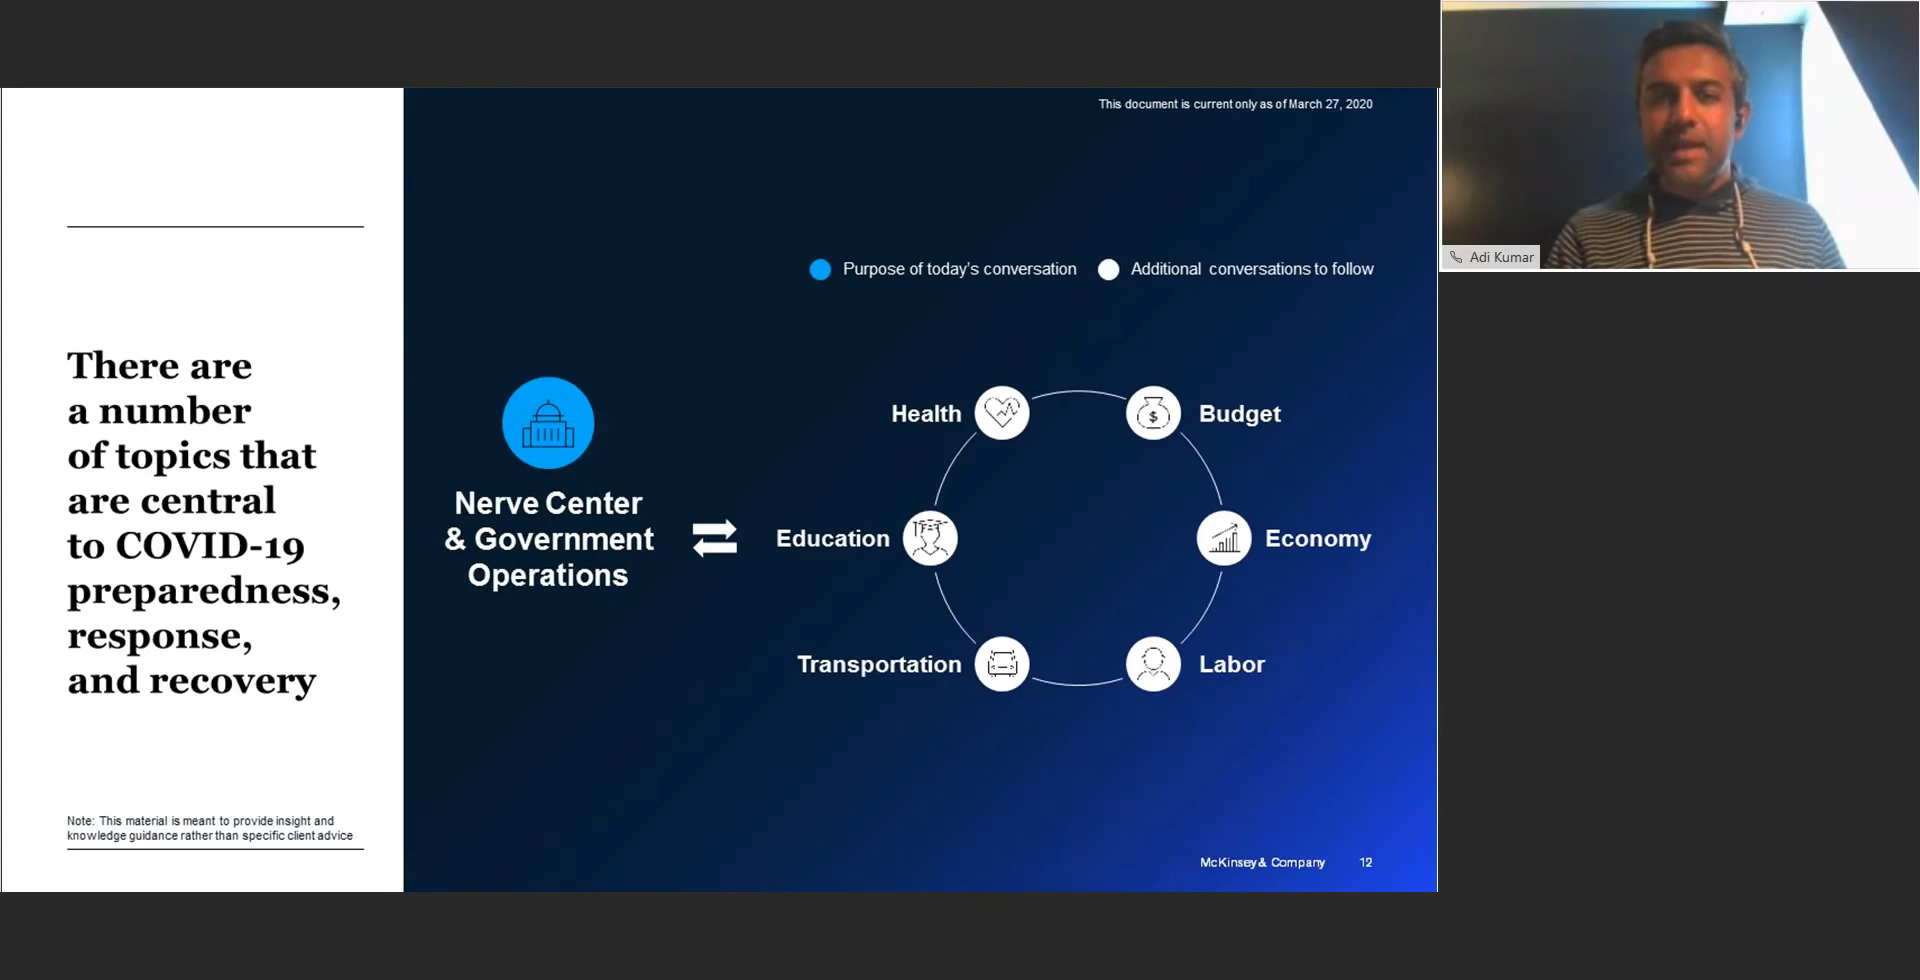 This document is current only as of March 27, 2020
Purpose of today's conversation
Additional conversations to follow
There are
a number
of topics that
are central
to COVID-19
preparedness,
response,
and recovery
Nerve Center
& Government
Operations
Health
Budget
Education
Economy
Transportation
Labor
$
Note: This material is meant to provide insight and
knowledge guidance rather than specific client advice
McKinsey & Company
12
Adi Kumar